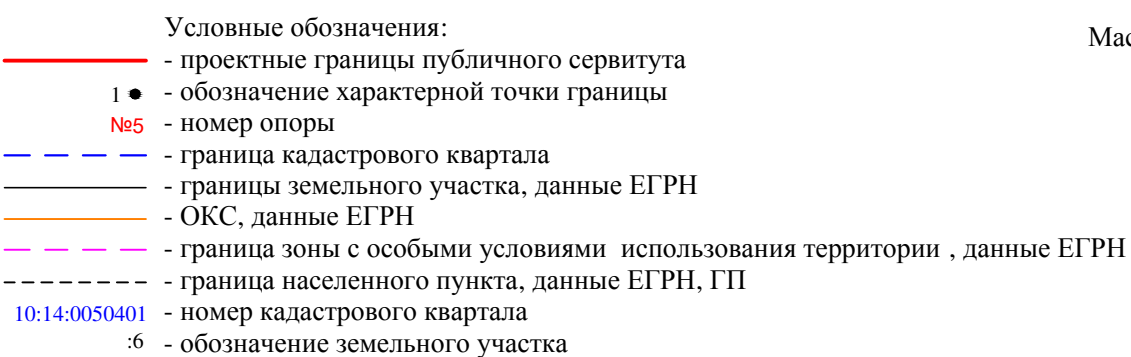 Условные обозначения:
Мас
- проектные границы публичного сервитута
1 - обозначение характерной точки границы
№5 - номер опоры
- граница кадастрового квартала
- границы земельного участка, данные ЕГРН
- ОКС, данные ЕГРН
- граница зоны с особыми условиями использования территории , данные ЕГРН
- граница населенного пункта, данные ЕГРН, ГП
10:14:0050401 - номер кадастрового квартала
:6 - обозначение земельного участка